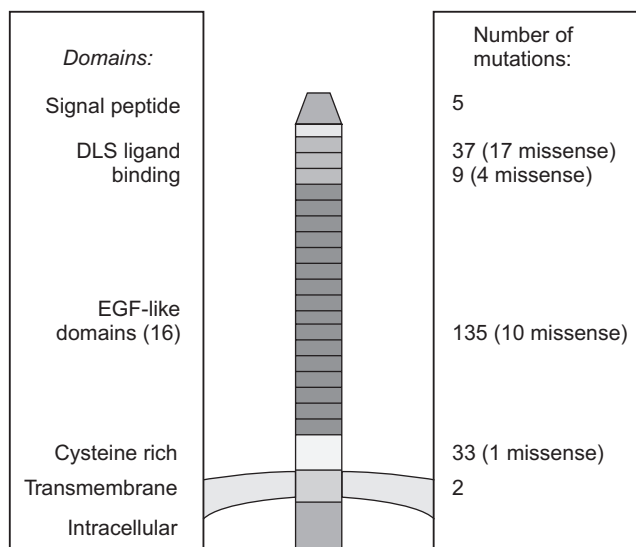 Domains:
Signal peptide
DLS ligand
binding
EGF-like
domains (16)
Cysteine rich
Transmembrane
Intracellular
Number of
mutations:
5
37 (17 missense)
9 (4 missense)
135 (10 missense)
33 (1 missense)
2